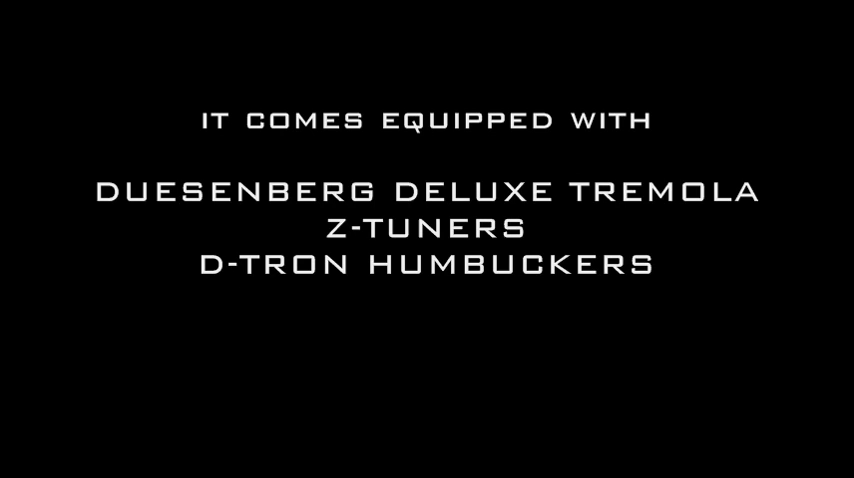 IT COMES EQUIPPED WITH
DUESENBERG DELUXE TREMOLA
Z-TUNERS
D-TRON HUMBUCKERS